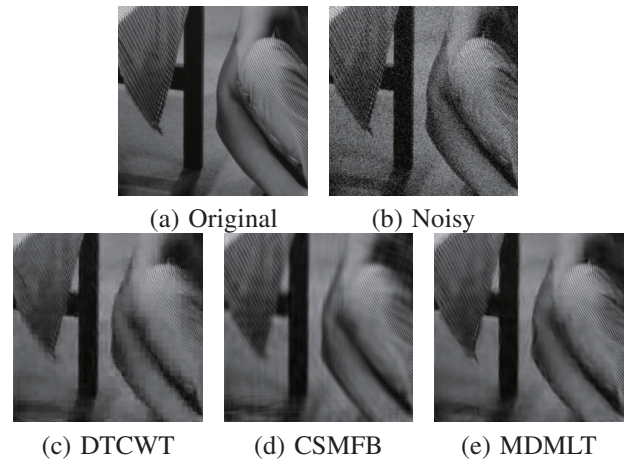 (a) Original
(b) Noisy
(c) DTCWT
(d) CSMFB
(e) MDMLT